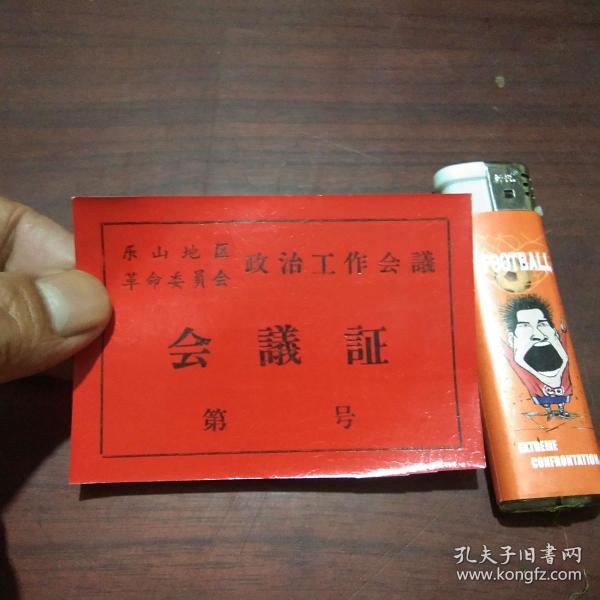 乐山地区
革命委員会
政治工作会議
会議証
第 号
FOOTBALL
EXTREME
CONFRONTATION
孔夫子旧书网
www.kongfz.com